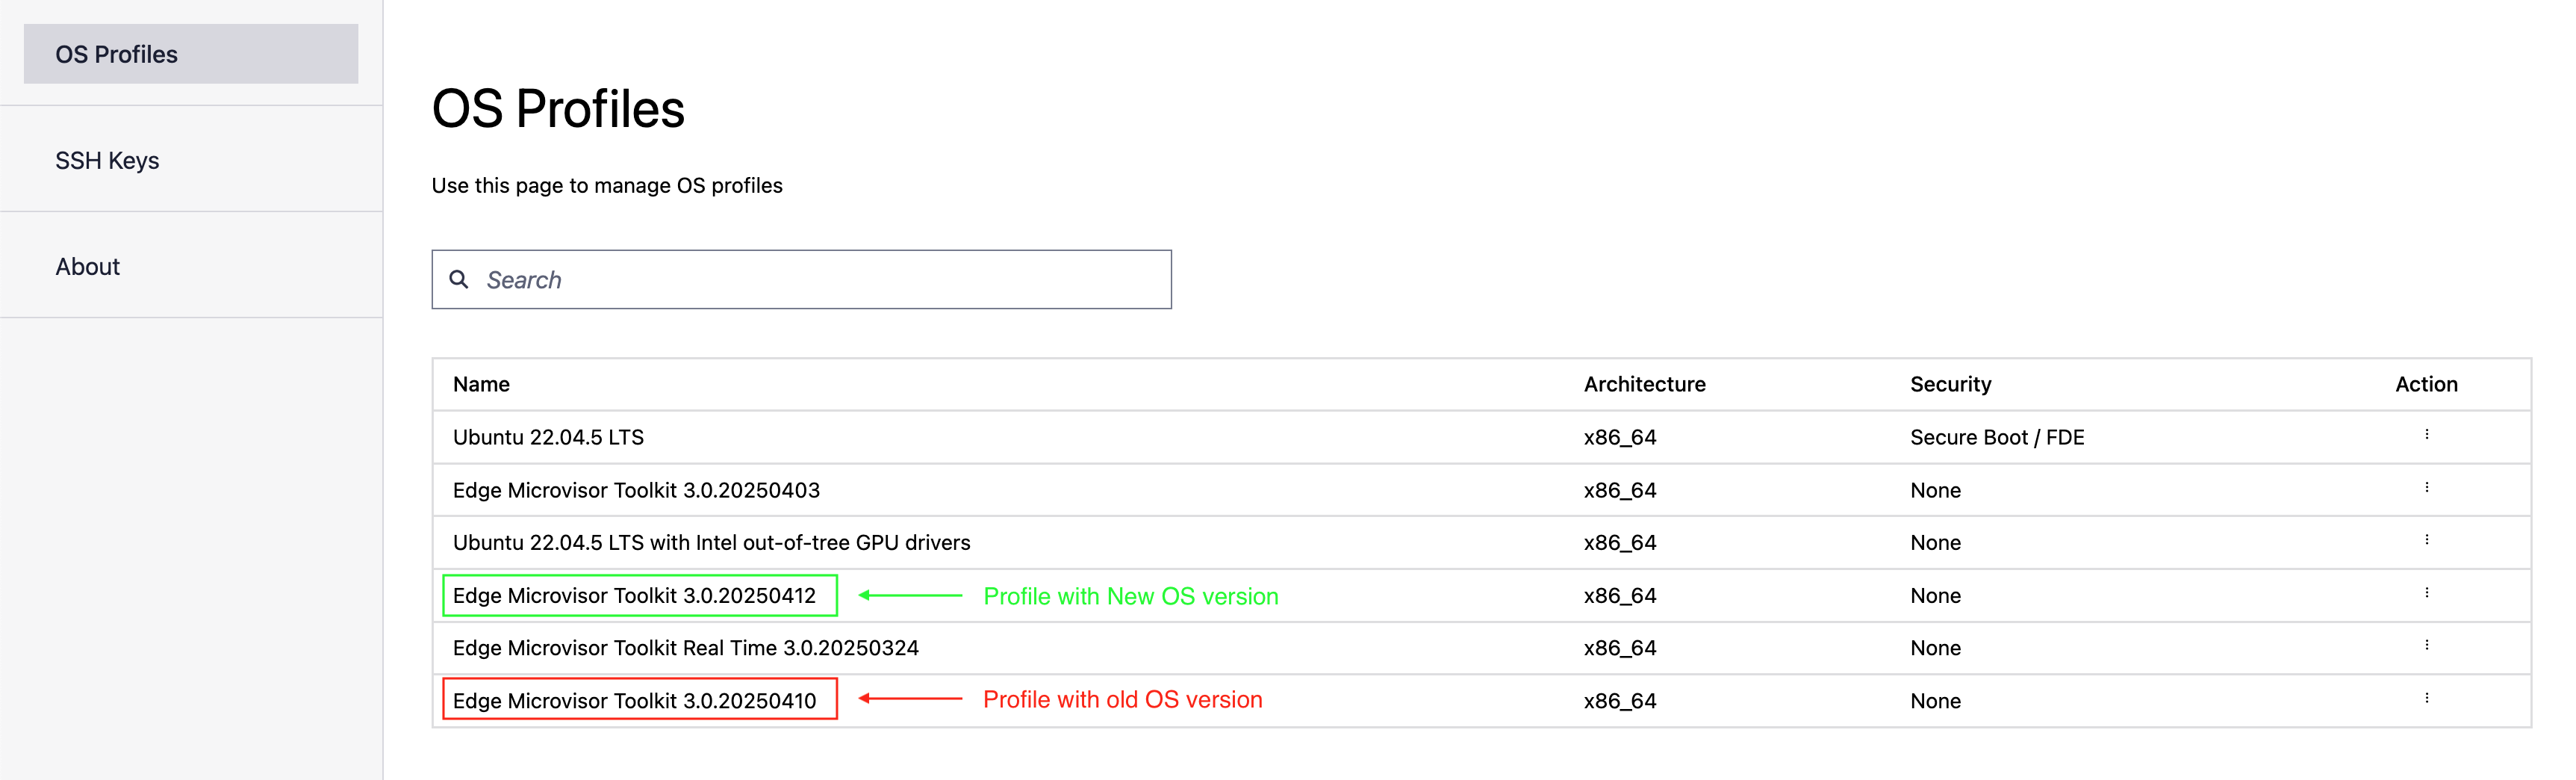 OS Profiles
SSH Keys
About
OS Profiles
Use this page to manage OS profiles
Search
Name Architecture Security Action
Ubuntu 22.04.5 LTS x86_64 Secure Boot / FDE
Edge Microvisor Toolkit 3.0.20250403 x86_64 None
Ubuntu 22.04.5 LTS with Intel out-of-tree GPU drivers x86_64 None
Edge Microvisor Toolkit 3.0.20250412 Profile with New OS version x86_64 None
Edge Microvisor Toolkit Real Time 3.0.20250324 x86_64 None
Edge Microvisor Toolkit 3.0.20250410 Profile with old OS version x86_64 None